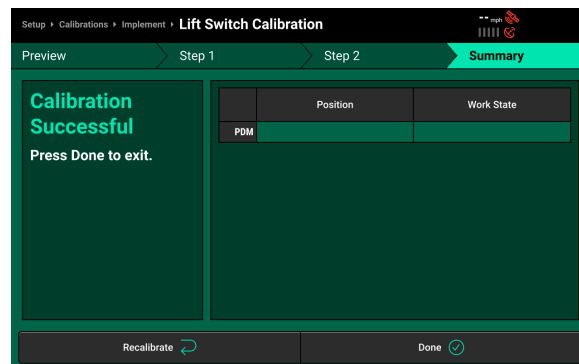 Setup ▸ Calibrations ▸ Implement ▸ Lift Switch Calibration
-- mph
Preview
Step 1
Step 2
Summary
Calibration
Successful
Press Done to exit.
Position
Work State
PDM
Recalibrate
Done